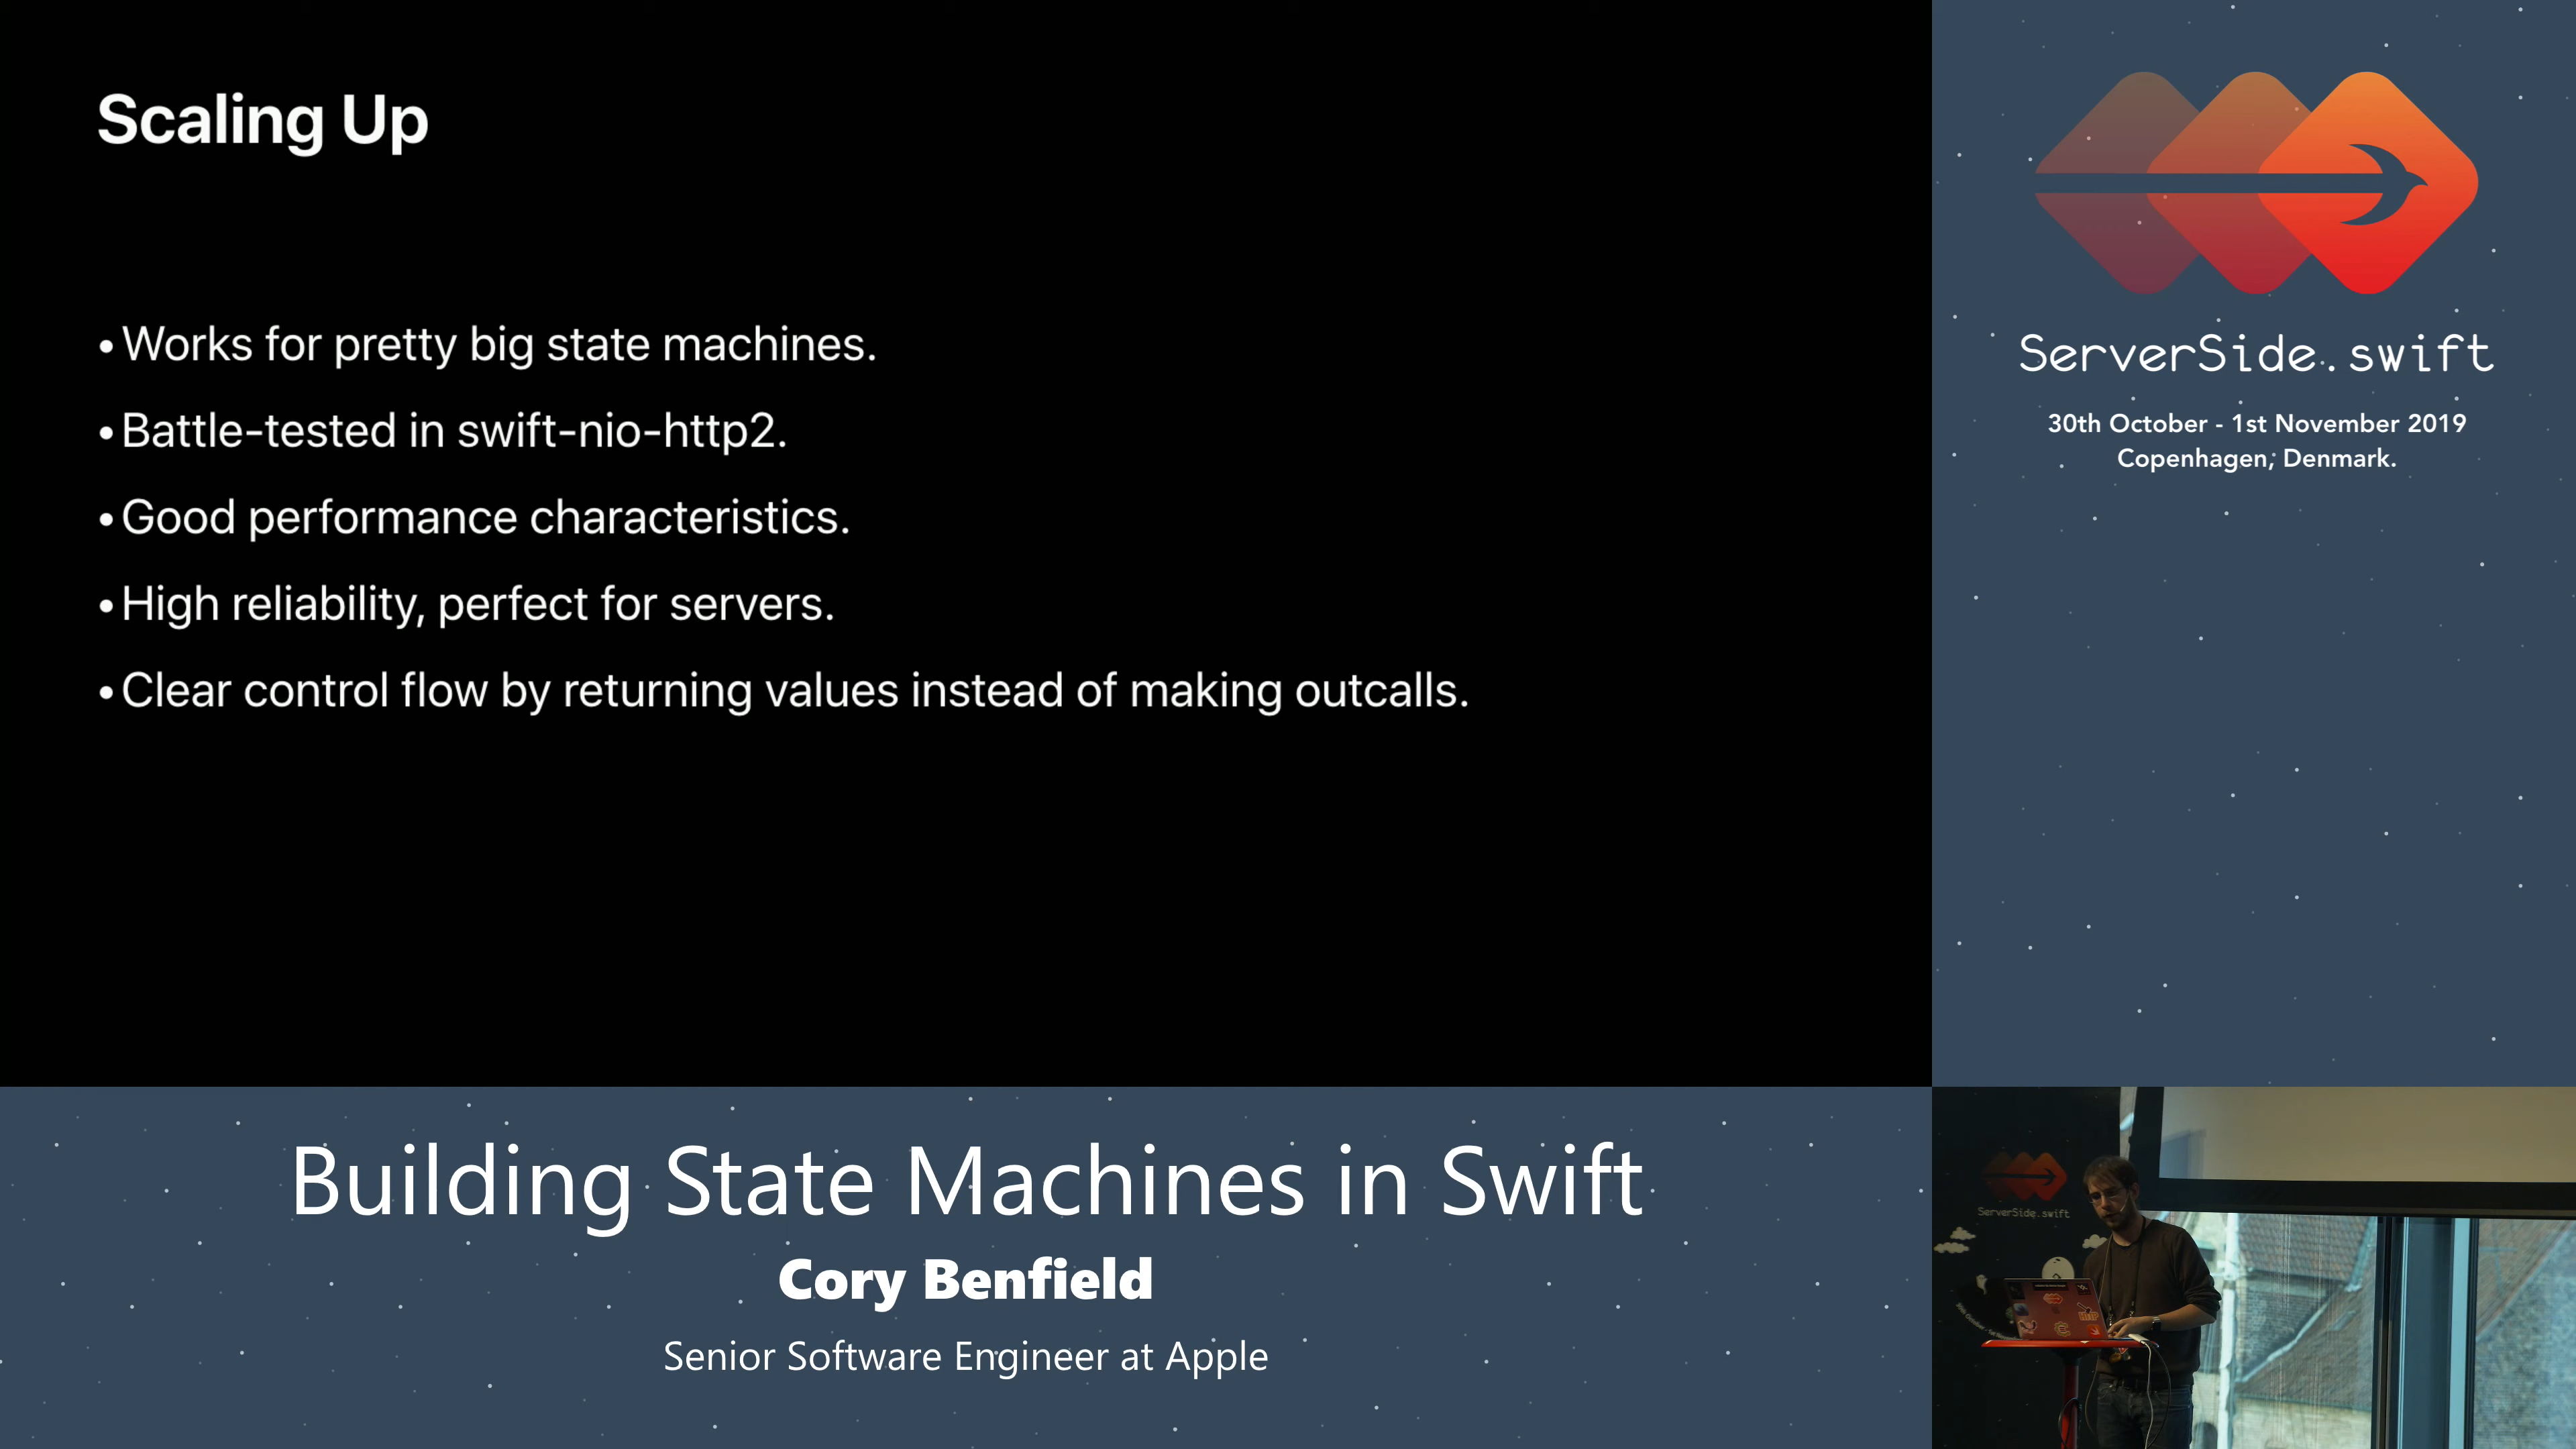 Scaling Up
•Works for pretty big state machines.
•Battle-tested in swift-nio-http2.
•Good performance characteristics.
•High reliability, perfect for servers.
•Clear control flow by returning values instead of making outcalls.
ServerSide.swift
30th October - 1st November 2019
Copenhagen, Denmark.
Building State Machines in Swift
Cory Benfield
Senior Software Engineer at Apple
ServerSide.swift